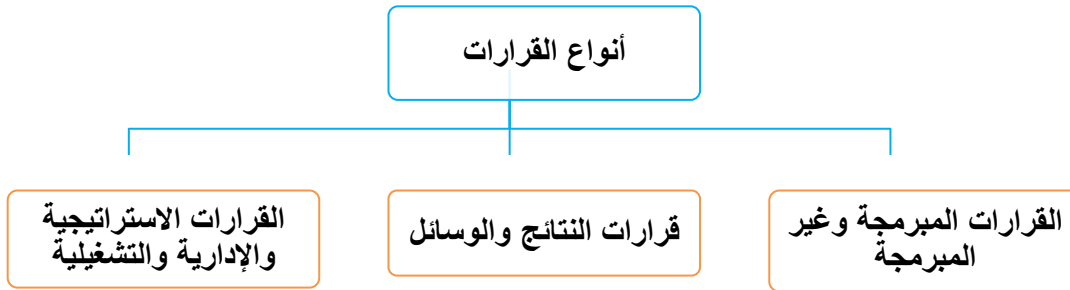 أنواع القرارات
القرارات المبرمجة وغير
المبرمجة
قرارات النتائج والوسائل
القرارات الاستراتيجية
والإدارية والتشغيلية